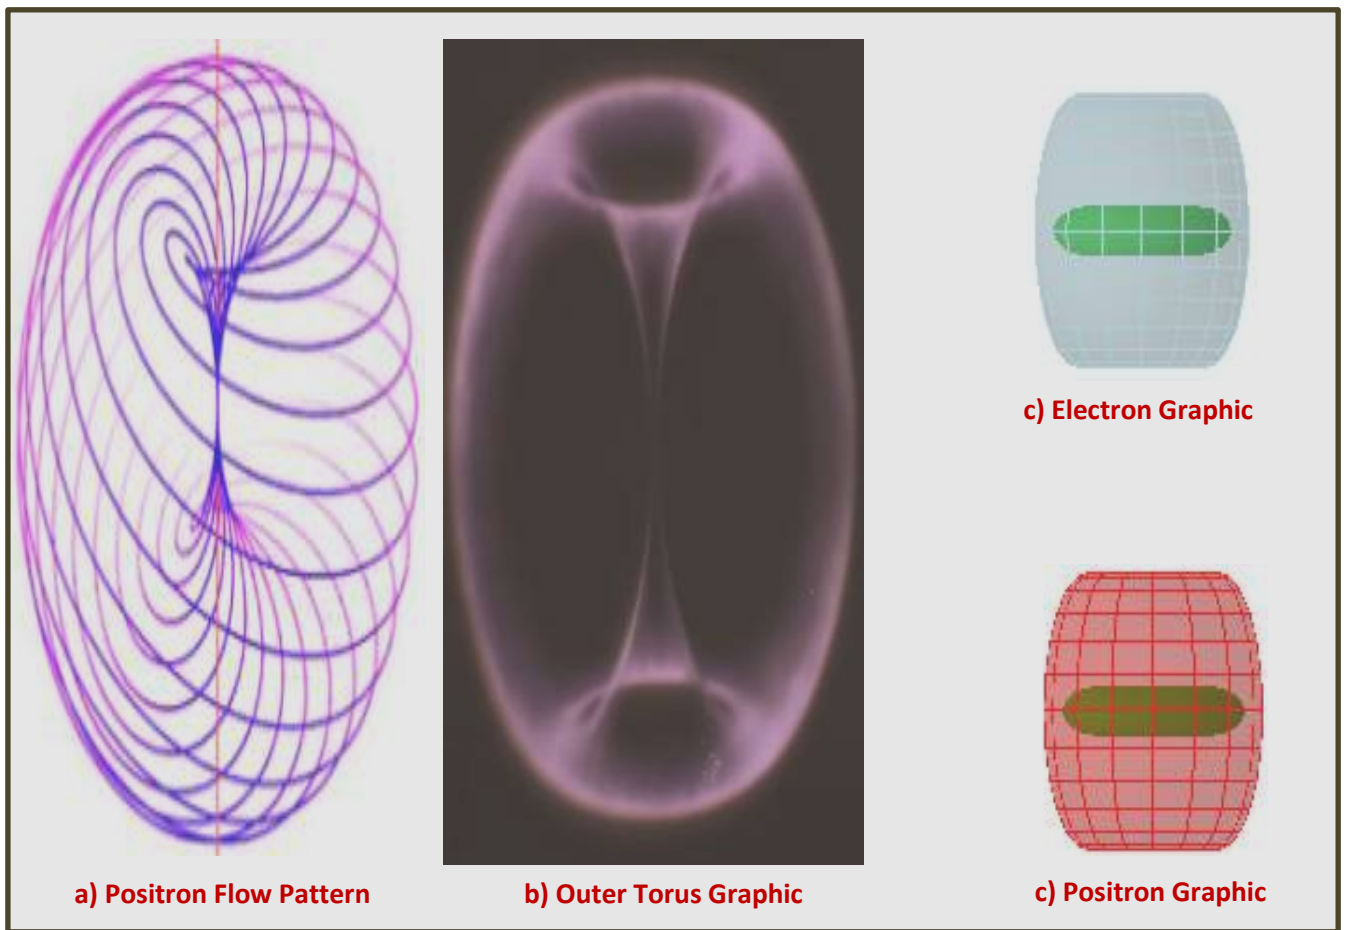 c) Electron Graphic
a) Positron Flow Pattern
b) Outer Torus Graphic
c) Positron Graphic